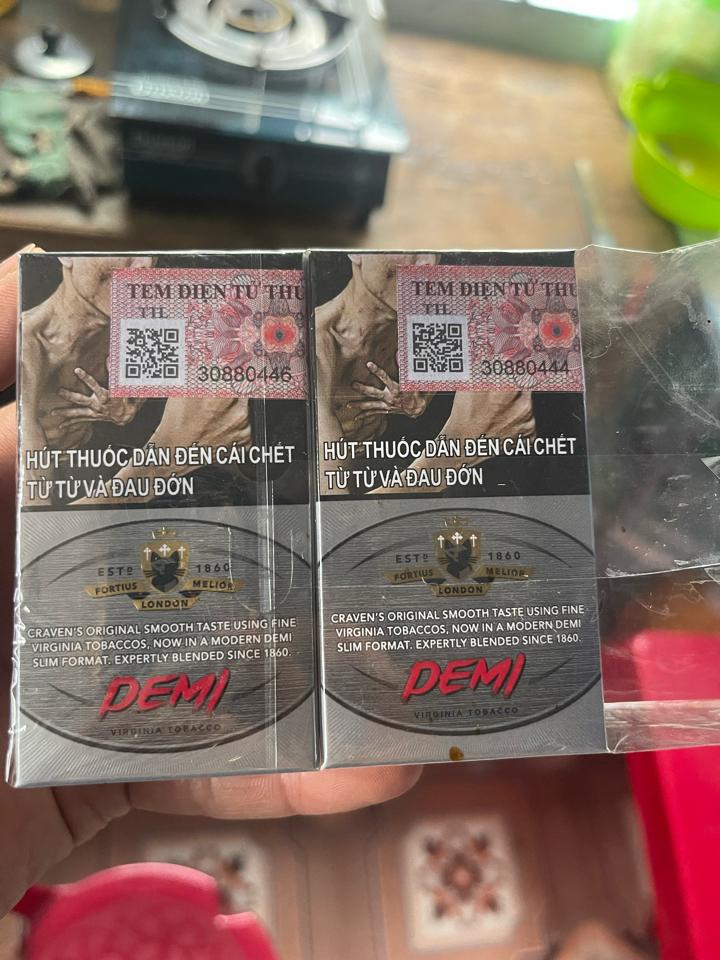 TEM ĐIỆN TỬ THU
TIL
30880446
HÚT THUỐC DẪN ĐẾN CÁI CHẾT
TỪ TỪ VÀ ĐAU ĐỚN
ESTD 1860
FORTIUS MELIOR
LONDON
CRAVEN'S ORIGINAL SMOOTH TASTE USING FINE
VIRGINIA TOBACCOS, NOW IN A MODERN DEMI
SLIM FORMAT. EXPERTLY BLENDED SINCE 1860.
DEMI
VIRGINIA TOBACCO
TEM ĐIỆN TỬ THU
TIL
30880444
HÚT THUỐC DẪN ĐẾN CÁI CHẾT
TỪ TỪ VÀ ĐAU ĐỚN
ESTD 1860
FORTIUS MELIOR
LONDON
CRAVEN'S ORIGINAL SMOOTH TASTE USING FINE
VIRGINIA TOBACCOS, NOW IN A MODERN DEMI
SLIM FORMAT. EXPERTLY BLENDED SINCE 1860.
DEMI
VIRGINIA TOBACCO